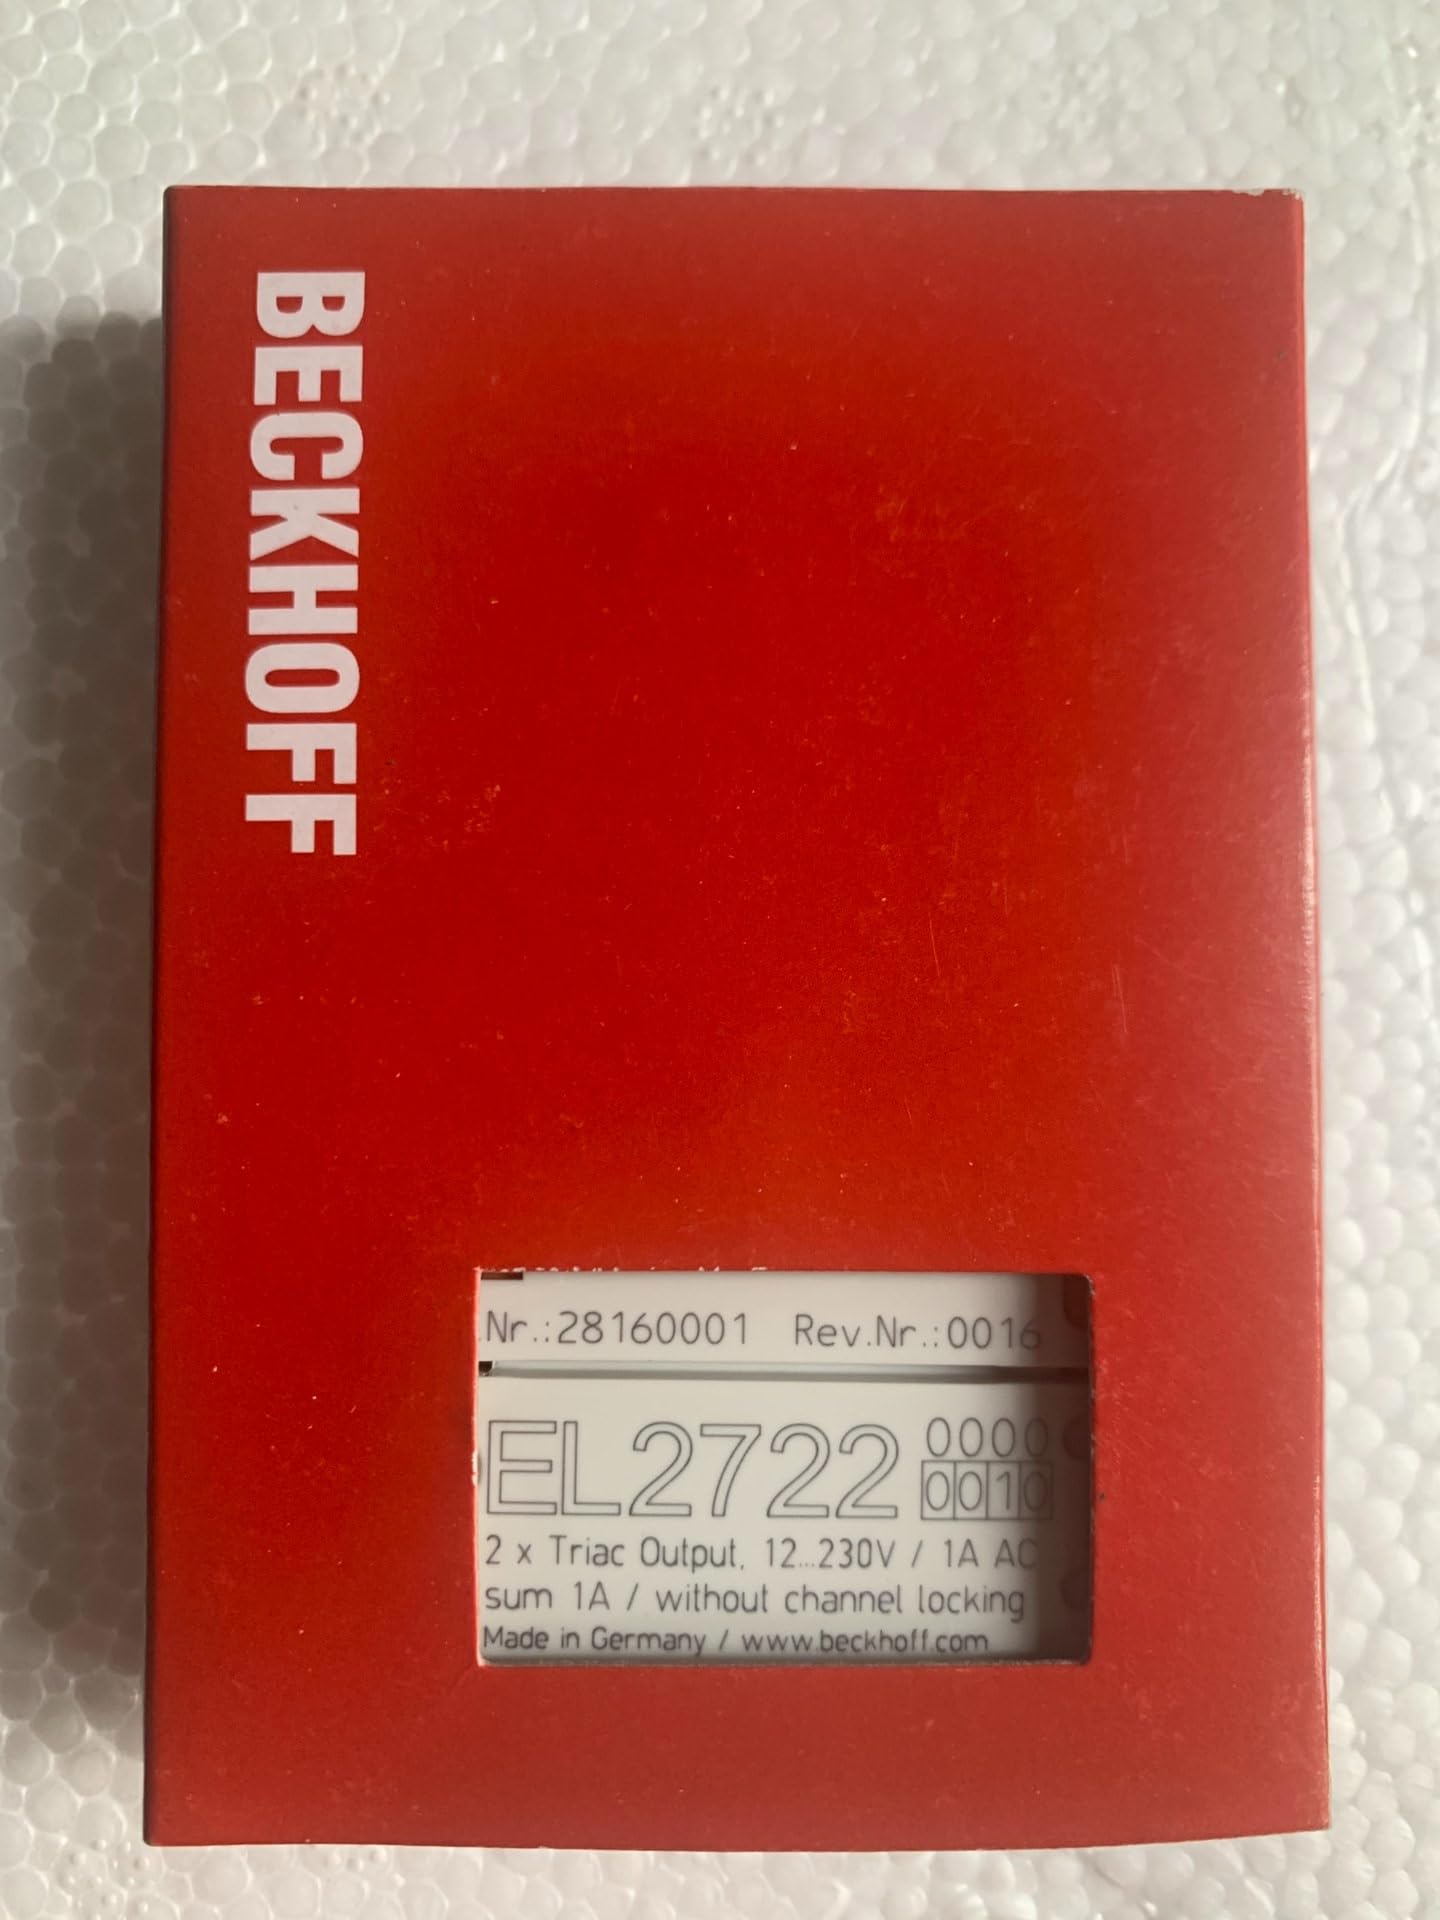 BECKHOFF
.Nr.:28160001 Rev.Nr.:0016
EL2722 0000
0010
2 x Triac Output, 12...230V / 1A AC
sum 1A / without channel locking
Made in Germany / www.beckhoff.com